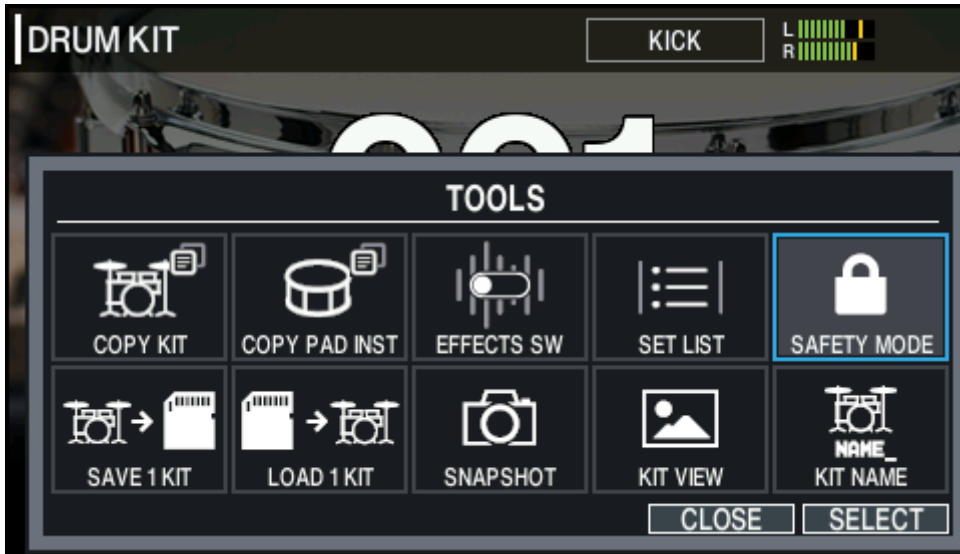 DRUM KIT
KICK
L
R
001
TOOLS
COPY KIT
COPY PAD INST
EFFECTS SW
SET LIST
SAFETY MODE
SAVE 1 KIT
LOAD 1 KIT
SNAPSHOT
KIT VIEW
NAME_
KIT NAME
CLOSE
SELECT